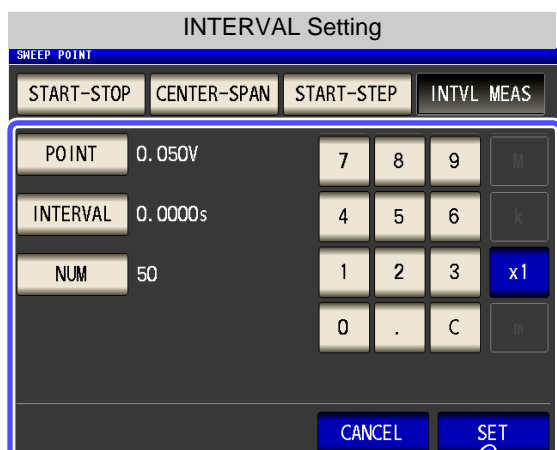 INTERVAL Setting
SWEEP POINT
START-STOP CENTER-SPAN START-STEP INTVL MEAS
POINT 0.050V 7 8 9 M
INTERVAL 0.0000s 4 5 6 k
NUM 50 1 2 3 x1
0 . C m
CANCEL SET